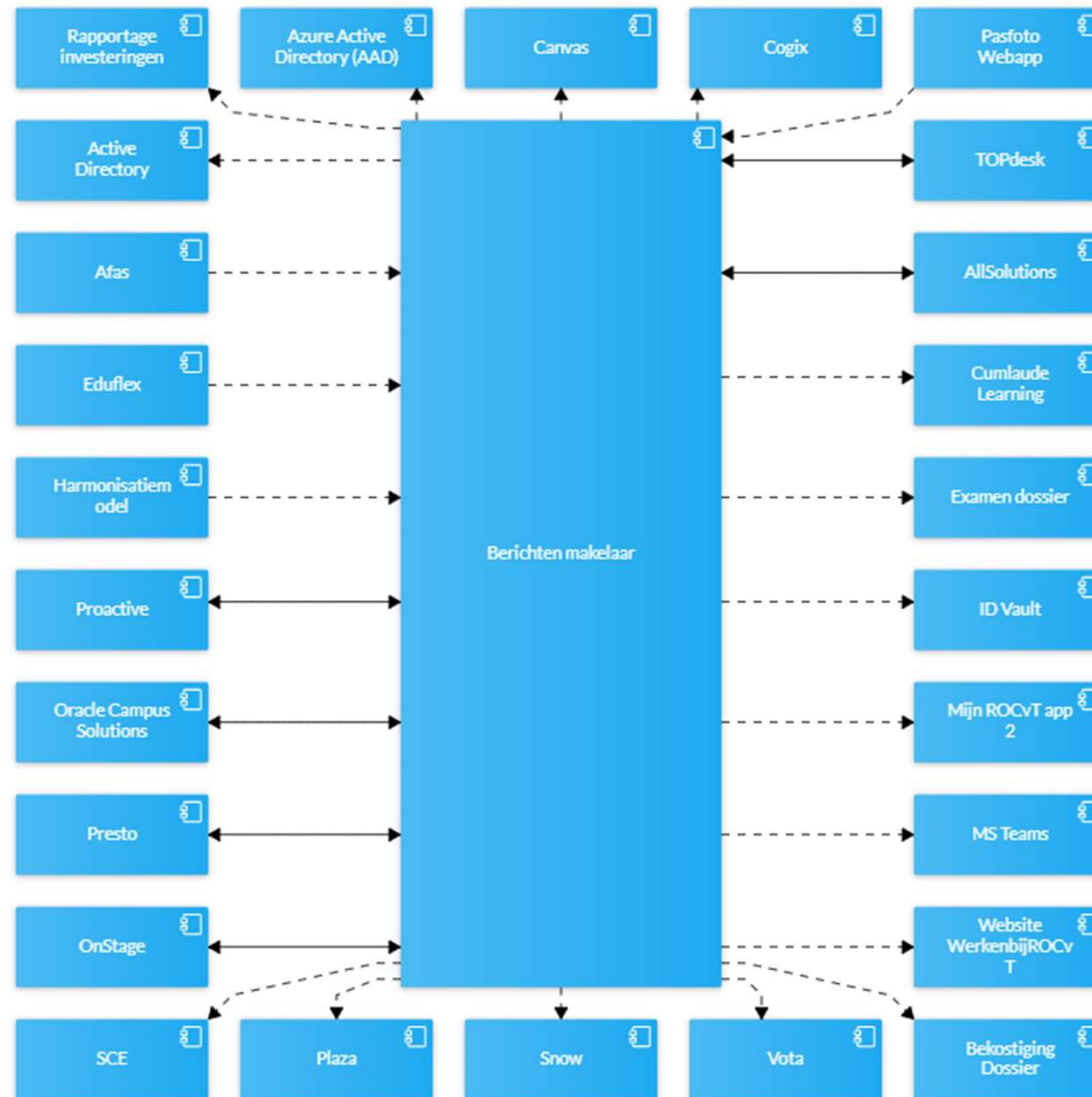 Rapportage
investeringen
Azure Active
Directory (AAD)
Canvas
Cogix
Pasfoto
Webapp
Active
Directory
TOPdesk
Afas
AllSolutions
Eduflex
Cumlaude
Learning
Harmonisatiem
odel
Examen dossier
Berichten makelaar
Proactive
ID Vault
Oracle Campus
Solutions
Mijn ROCvT app
2
Presto
MS Teams
OnStage
Website
WerkenbijROCv
T
SCE
Plaza
Snow
Vota
Bekostiging
Dossier